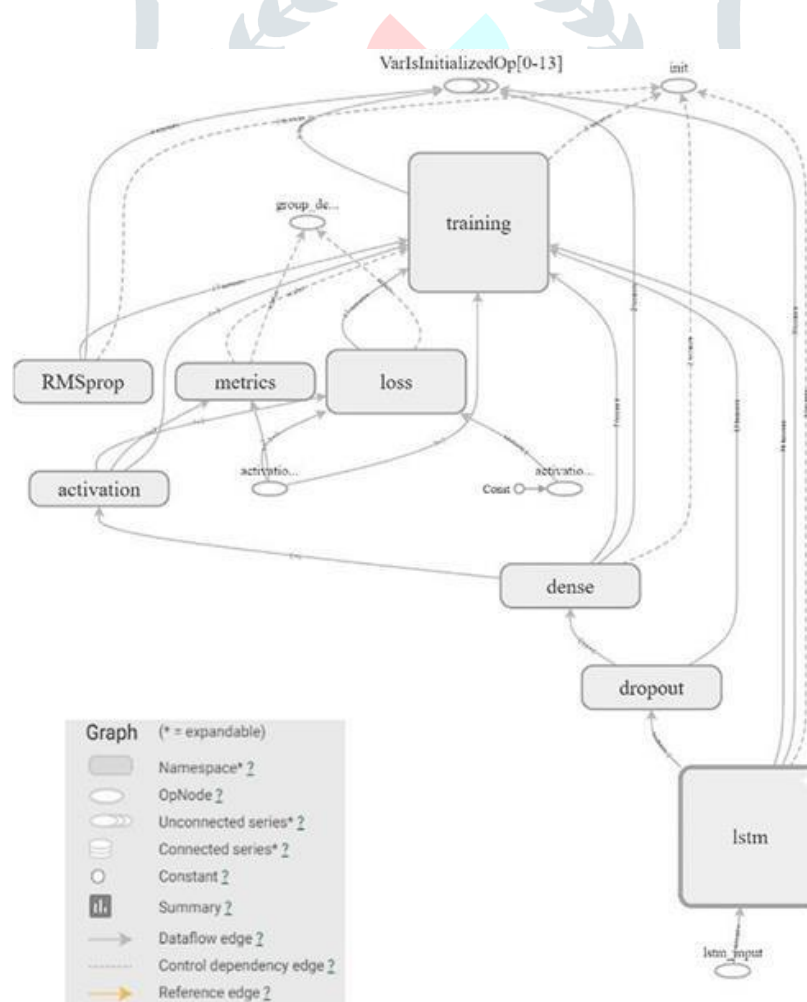 VarIsInitializedOp[0-13]
init
training
group_de...
RMSprop
metrics
loss
activation
activatio...
Const
activatio...
dense
dropout
lstm
lstm_input
Graph (* = expandable)
Namespace* ?
OpNode ?
Unconnected series* ?
Connected series* ?
Constant ?
Summary ?
Dataflow edge ?
Control dependency edge ?
Reference edge ?